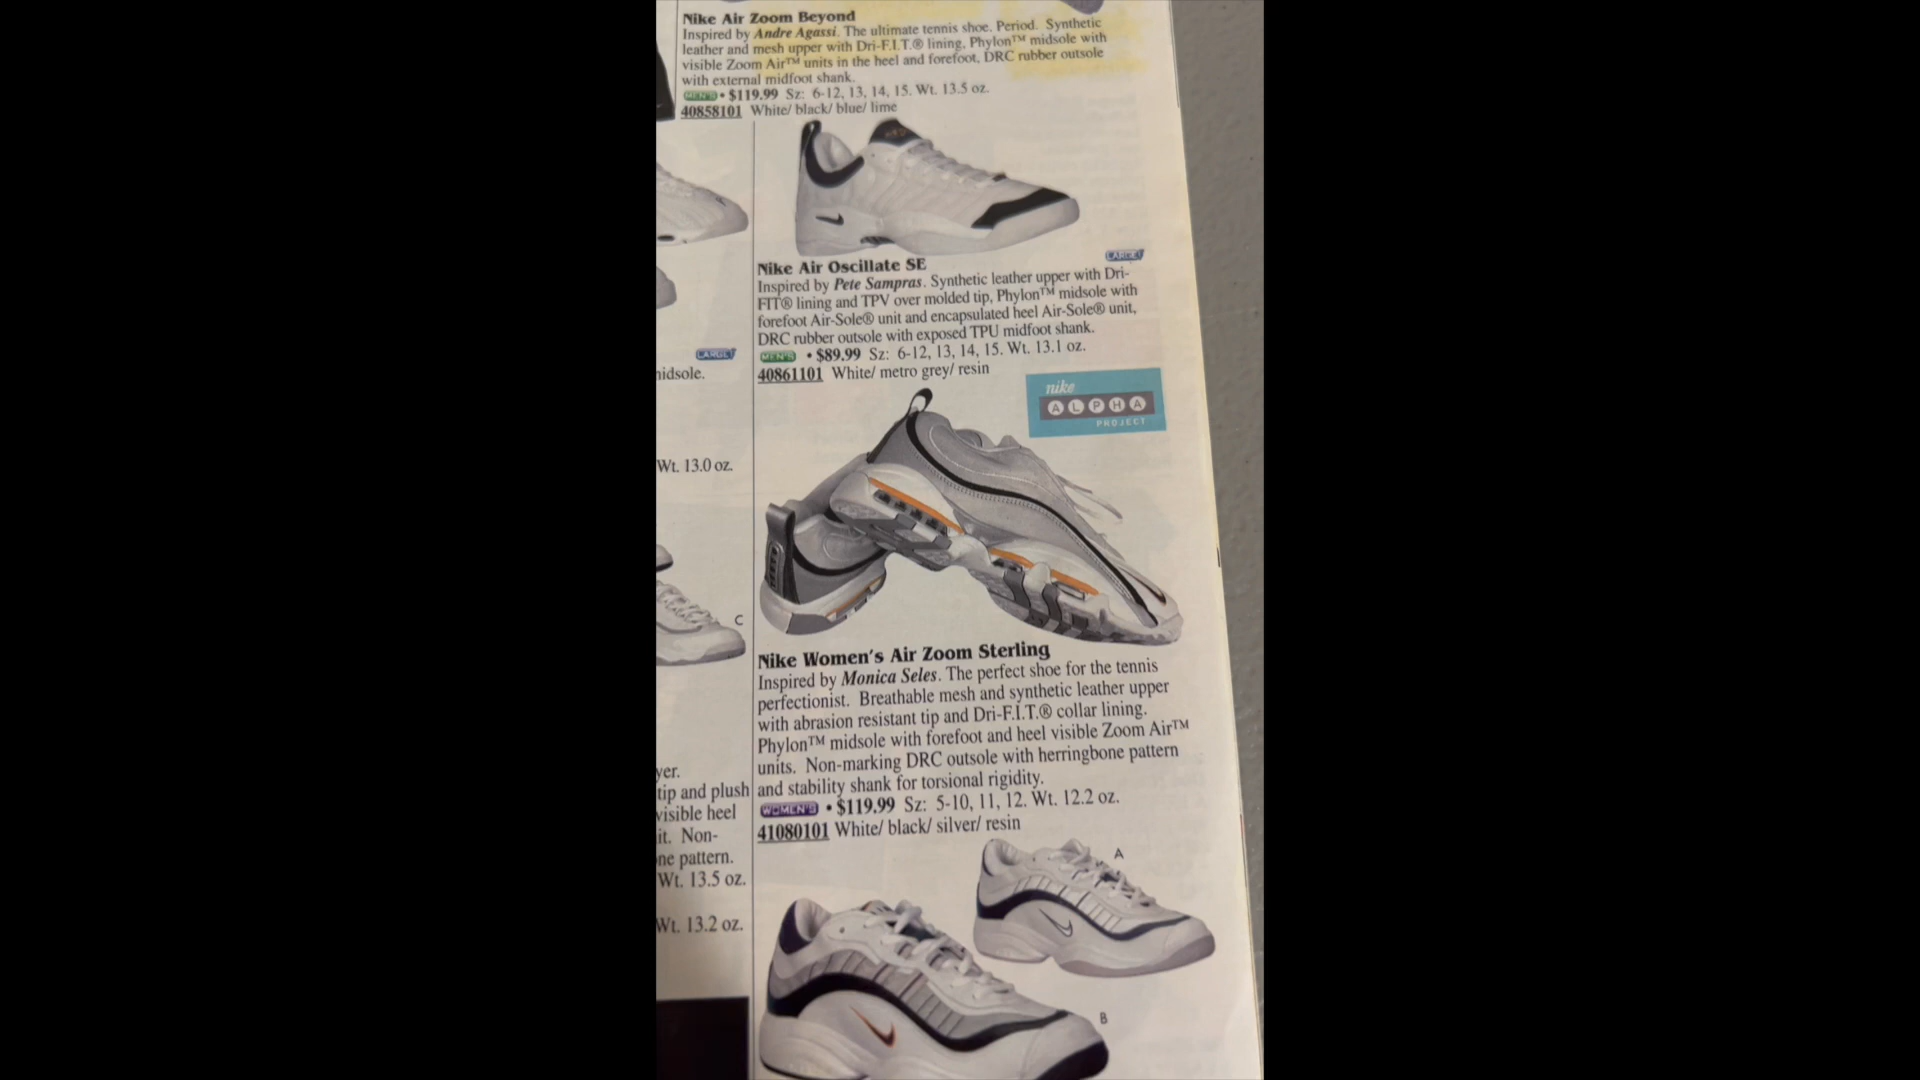 Nike Air Zoom Beyond
Inspired by Andre Agassi. The ultimate tennis shoe. Period. Synthetic
leather and mesh upper with Dri-F.I.T.® lining. Phylon™ midsole with
visible Zoom Air™ units in the heel and forefoot. DRC rubber outsole
with external midfoot shank.
MEN'S • $119.99 Sz: 6-12, 13, 14, 15. Wt. 13.5 oz.
40858101 White/ black/ blue/ lime
LARGE
Nike Air Oscillate SE
Inspired by Pete Sampras. Synthetic leather upper with Dri-
FIT® lining and TPV over molded tip, Phylon™ midsole with
forefoot Air-Sole® unit and encapsulated heel Air-Sole® unit,
DRC rubber outsole with exposed TPU midfoot shank.
MEN'S • $89.99 Sz: 6-12, 13, 14, 15. Wt. 13.1 oz.
40861101 White/ metro grey/ resin
nike
ALPHA
PROJECT
Nike Women's Air Zoom Sterling
Inspired by Monica Seles. The perfect shoe for the tennis
perfectionist. Breathable mesh and synthetic leather upper
with abrasion resistant tip and Dri-F.I.T.® collar lining.
Phylon™ midsole with forefoot and heel visible Zoom Air™
units. Non-marking DRC outsole with herringbone pattern
and stability shank for torsional rigidity.
WOMEN'S • $119.99 Sz: 5-10, 11, 12. Wt. 12.2 oz.
41080101 White/ black/ silver/ resin
A
B
LARGE
midsole.
Wt. 13.0 oz.
C
yer.
tip and plush
visible heel
it. Non-
ne pattern.
Wt. 13.5 oz.
Wt. 13.2 oz.